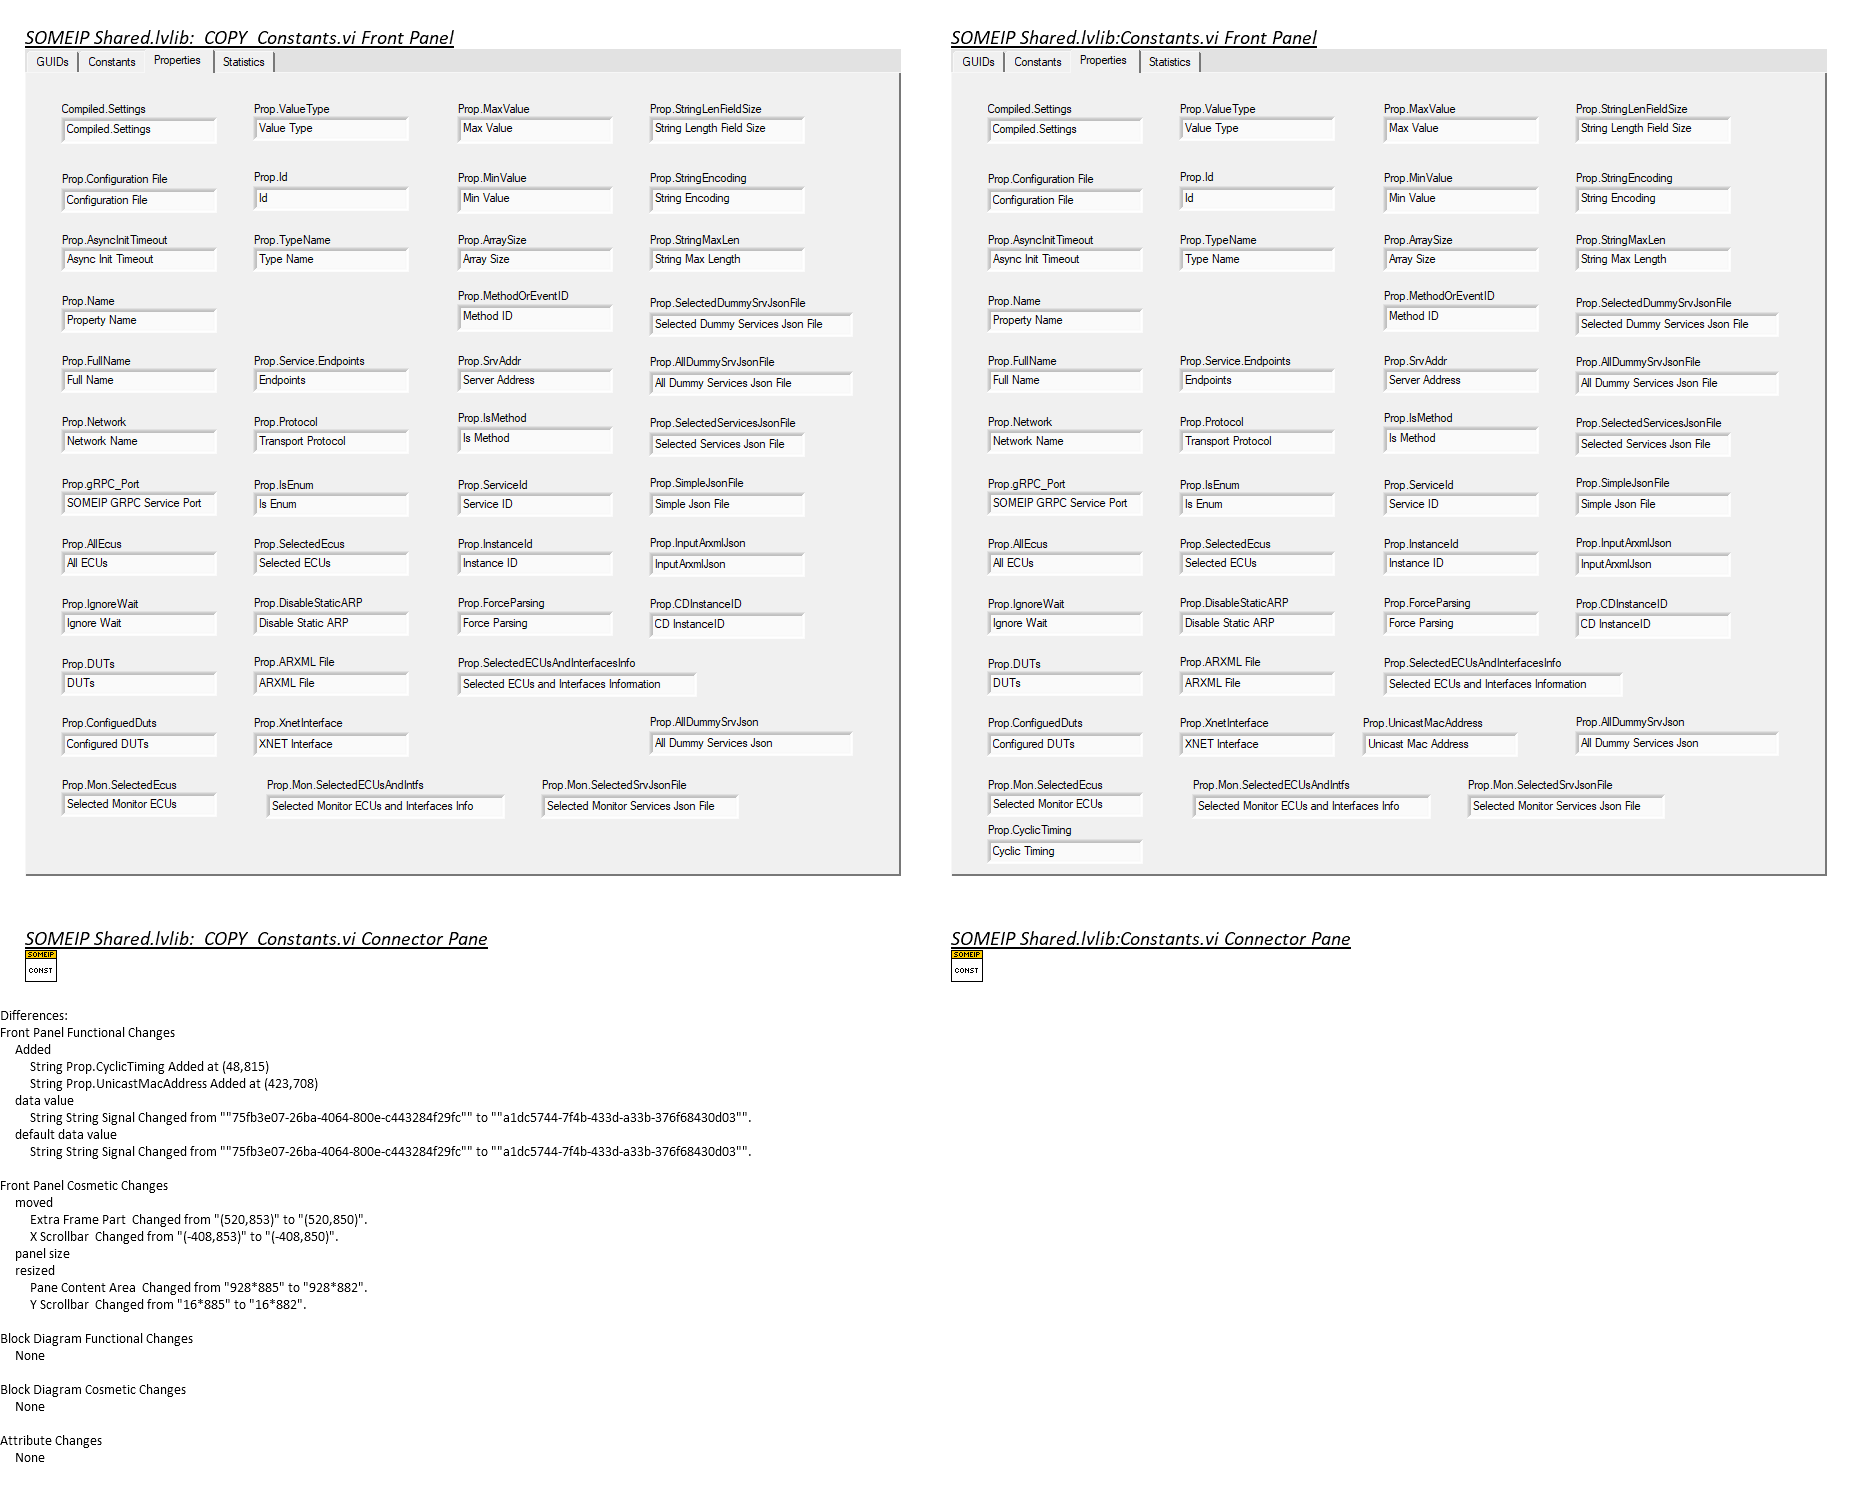 SOMEIP Shared.lvlib:  COPY  Constants.vi Front Panel
GUIDs Constants Properties Statistics
Compiled.Settings Prop.ValueType Prop.MaxValue Prop.StringLenFieldSize
Compiled.Settings Value Type Max Value String Length Field Size
Prop.Configuration File Prop.Id Prop.MinValue Prop.StringEncoding
Configuration File Id Min Value String Encoding
Prop.AsyncInitTimeout Prop.TypeName Prop.ArraySize Prop.StringMaxLen
Async Init Timeout Type Name Array Size String Max Length
Prop.Name Prop.MethodOrEventID Prop.SelectedDummySrvJsonFile
Property Name Method ID Selected Dummy Services Json File
Prop.FullName Prop.Service.Endpoints Prop.SrvAddr Prop.AllDummySrvJsonFile
Full Name Endpoints Server Address All Dummy Services Json File
Prop.Network Prop.Protocol Prop.IsMethod Prop.SelectedServicesJsonFile
Network Name Transport Protocol Is Method Selected Services Json File
Prop.gRPC_Port Prop.IsEnum Prop.ServiceId Prop.SimpleJsonFile
SOMEIP GRPC Service Port Is Enum Service ID Simple Json File
Prop.AllEcus Prop.SelectedEcus Prop.InstanceId Prop.InputArxmlJson
All ECUs Selected ECUs Instance ID InputArxmlJson
Prop.IgnoreWait Prop.DisableStaticARP Prop.ForceParsing Prop.CDInstanceID
Ignore Wait Disable Static ARP Force Parsing CD InstanceID
Prop.DUTs Prop.ARXML File Prop.SelectedECUsAndInterfacesInfo
DUTs ARXML File Selected ECUs and Interfaces Information
Prop.ConfiguedDuts Prop.XnetInterface Prop.AllDummySrvJson
Configured DUTs XNET Interface All Dummy Services Json
Prop.Mon.SelectedEcus Prop.Mon.SelectedECUsAndIntfs Prop.Mon.SelectedSrvJsonFile
Selected Monitor ECUs Selected Monitor ECUs and Interfaces Info Selected Monitor Services Json File
SOMEIP Shared.lvlib:Constants.vi Front Panel
GUIDs Constants Properties Statistics
Compiled.Settings Prop.ValueType Prop.MaxValue Prop.StringLenFieldSize
Compiled.Settings Value Type Max Value String Length Field Size
Prop.Configuration File Prop.Id Prop.MinValue Prop.StringEncoding
Configuration File Id Min Value String Encoding
Prop.AsyncInitTimeout Prop.TypeName Prop.ArraySize Prop.StringMaxLen
Async Init Timeout Type Name Array Size String Max Length
Prop.Name Prop.MethodOrEventID Prop.SelectedDummySrvJsonFile
Property Name Method ID Selected Dummy Services Json File
Prop.FullName Prop.Service.Endpoints Prop.SrvAddr Prop.AllDummySrvJsonFile
Full Name Endpoints Server Address All Dummy Services Json File
Prop.Network Prop.Protocol Prop.IsMethod Prop.SelectedServicesJsonFile
Network Name Transport Protocol Is Method Selected Services Json File
Prop.gRPC_Port Prop.IsEnum Prop.ServiceId Prop.SimpleJsonFile
SOMEIP GRPC Service Port Is Enum Service ID Simple Json File
Prop.AllEcus Prop.SelectedEcus Prop.InstanceId Prop.InputArxmlJson
All ECUs Selected ECUs Instance ID InputArxmlJson
Prop.IgnoreWait Prop.DisableStaticARP Prop.ForceParsing Prop.CDInstanceID
Ignore Wait Disable Static ARP Force Parsing CD InstanceID
Prop.DUTs Prop.ARXML File Prop.SelectedECUsAndInterfacesInfo
DUTs ARXML File Selected ECUs and Interfaces Information
Prop.ConfiguedDuts Prop.XnetInterface Prop.UnicastMacAddress Prop.AllDummySrvJson
Configured DUTs XNET Interface Unicast Mac Address All Dummy Services Json
Prop.Mon.SelectedEcus Prop.Mon.SelectedECUsAndIntfs Prop.Mon.SelectedSrvJsonFile
Selected Monitor ECUs Selected Monitor ECUs and Interfaces Info Selected Monitor Services Json File
Prop.CyclicTiming
Cyclic Timing
SOMEIP Shared.lvlib:  COPY  Constants.vi Connector Pane
SOMEIP
CONST
SOMEIP Shared.lvlib:Constants.vi Connector Pane
SOMEIP
CONST
Differences:
Front Panel Functional Changes
Added
String Prop.CyclicTiming Added at (48,815)
String Prop.UnicastMacAddress Added at (423,708)
data value
String String Signal Changed from ""75fb3e07-26ba-4064-800e-c443284f29fc"" to ""a1dc5744-7f4b-433d-a33b-376f68430d03"".
default data value
String String Signal Changed from ""75fb3e07-26ba-4064-800e-c443284f29fc"" to ""a1dc5744-7f4b-433d-a33b-376f68430d03"".
Front Panel Cosmetic Changes
moved
Extra Frame Part  Changed from "(520,853)" to "(520,850)".
X Scrollbar  Changed from "(-408,853)" to "(-408,850)".
panel size
resized
Pane Content Area  Changed from "928*885" to "928*882".
Y Scrollbar  Changed from "16*885" to "16*882".
Block Diagram Functional Changes
None
Block Diagram Cosmetic Changes
None
Attribute Changes
None